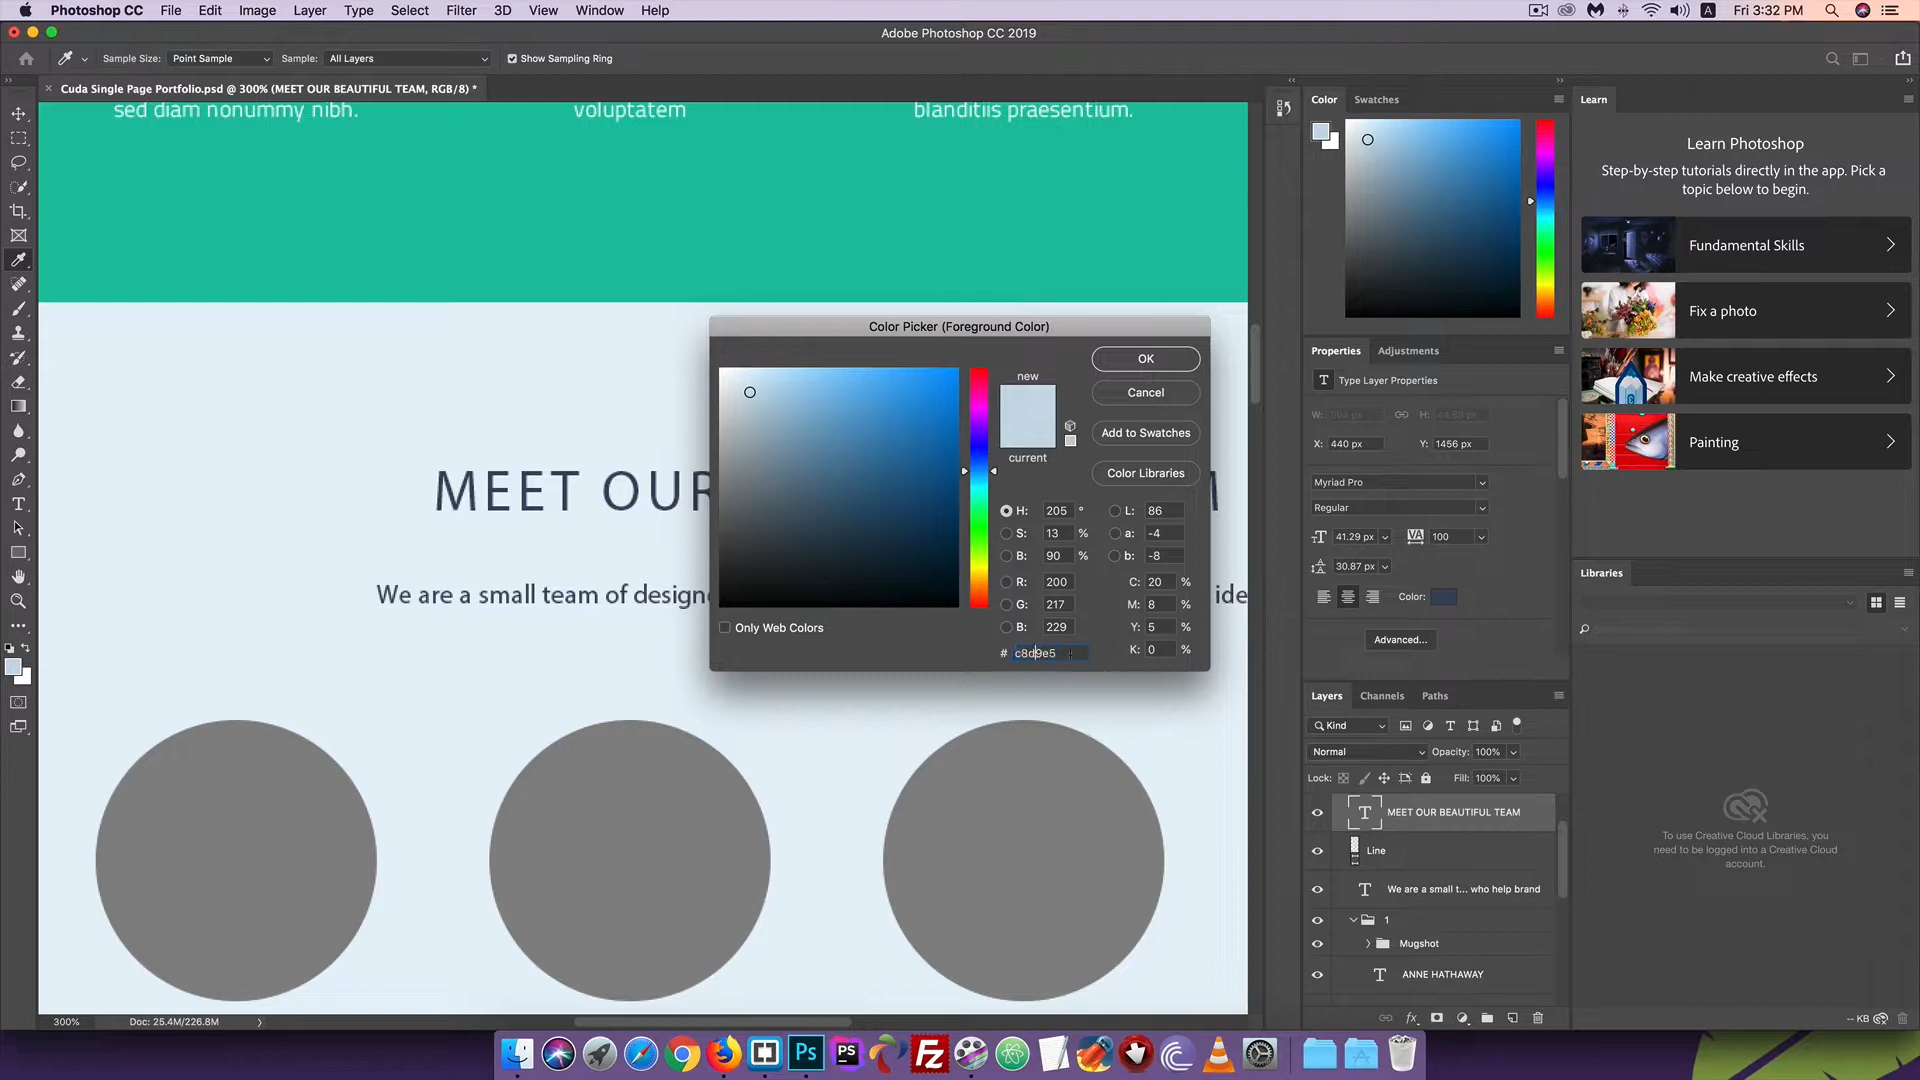 Photoshop CC File Edit Image Layer Type Select Filter 3D View Window Help
A Fri 3:32 PM
Adobe Photoshop CC 2019
Sample Size: Point Sample Sample: All Layers Show Sampling Ring
Cuda Single Page Portfolio.psd @ 300% (MEET OUR BEAUTIFUL TEAM, RGB/8) *
sed diam nonummy nibh. voluptatem blanditiis praesentium.
MEET OUR
We are a small team of designe
ide
Color Picker (Foreground Color)
new
current
OK
Cancel
Add to Swatches
Color Libraries
H: 205 ° L: 86
S: 13 % a: -4
B: 90 % b: -8
R: 200 C: 20 %
G: 217 M: 8 %
B: 229 Y: 5 %
# c8d9e5 K: 0 %
Only Web Colors
300% Doc: 25.4M/226.8M
Color Swatches
Properties Adjustments
T Type Layer Properties
W: H:
X: 440 px Y: 1456 px
Myriad Pro
Regular
41.29 px VA 100
30.87 px
Color:
Advanced...
Layers Channels Paths
Kind
Normal Opacity: 100%
Lock: Fill: 100%
T MEET OUR BEAUTIFUL TEAM
Line
T We are a small t... who help brand
1
Mugshot
T ANNE HATHAWAY
fx
Learn
Learn Photoshop
Step-by-step tutorials directly in the app. Pick a
topic below to begin.
Fundamental Skills
Fix a photo
Make creative effects
Painting
Libraries
To use Creative Cloud Libraries, you
need to be logged into a Creative Cloud
account.
-- KB
Ps
PS
FZ